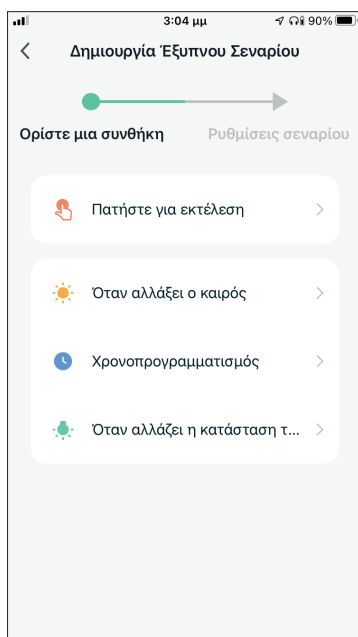 3:04 μμ
90%
Δημιουργία Έξυπνου Σεναρίου
Ορίστε μια συνθήκη
Ρυθμίσεις σεναρίου
Πατήστε για εκτέλεση
Όταν αλλάξει ο καιρός
Χρονοπρογραμματισμός
Όταν αλλάζει η κατάσταση τ...